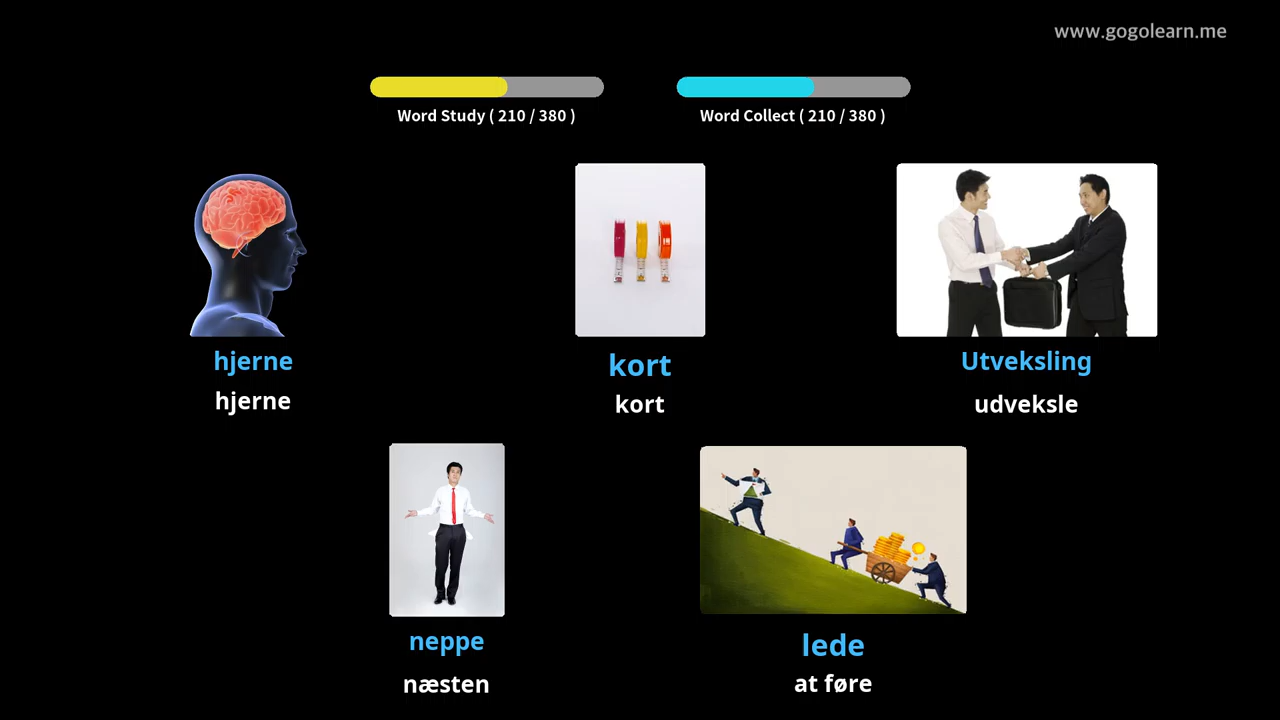 www.gogolearn.me
Word Study ( 210 / 380 )
Word Collect ( 210 / 380 )
hjerne
hjerne
kort
kort
Utveksling
udveksle
neppe
næsten
lede
at føre